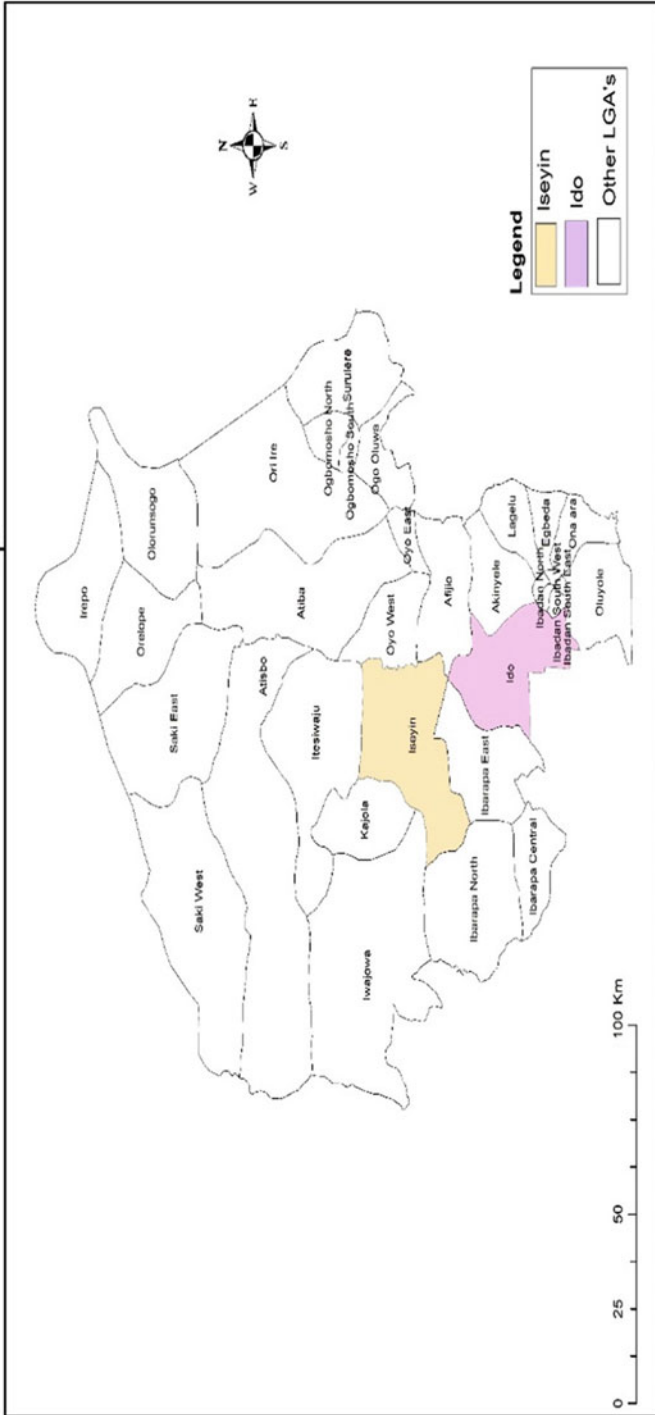 N
W
E
S
Irepo
Olorunsogo
Orelope
Saki East
Saki West
Ori Ire
Atiba
Atisbo
Itesiwaju
Kajola
Iwajowa
Ogbomosho North
Surulere
Ogbomosho South
Ogo Oluwa
Oyo East
Oyo West
Iseyin
Afijio
Akinyele
Lagelu
Ido
Ibarapa East
Ibarapa North
Ibarapa Central
Egbeda
Ibadan North
Ona ara
Ibadan South West
Ibadan South East
Oluyole
Legend
Iseyin
Ido
Other LGA's
0 25 50 100 Km